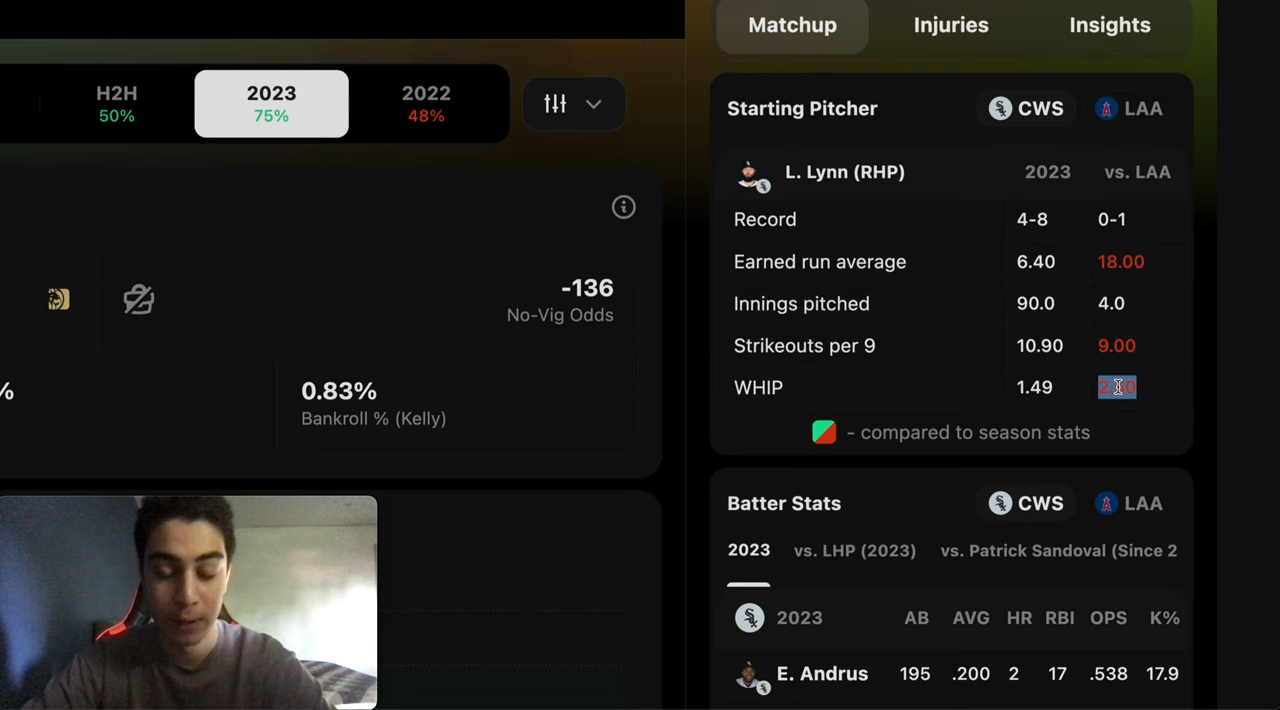 H2H
50%
2023
75%
2022
48%
-136
No-Vig Odds
%
0.83%
Bankroll % (Kelly)
Matchup Injuries Insights
Starting Pitcher CWS LAA
L. Lynn (RHP) 2023 vs. LAA
Record 4-8 0-1
Earned run average 6.40 18.00
Innings pitched 90.0 4.0
Strikeouts per 9 10.90 9.00
WHIP 1.49
- compared to season stats
Batter Stats CWS LAA
2023 vs. LHP (2023) vs. Patrick Sandoval (Since 2
2023 AB AVG HR RBI OPS K%
E. Andrus 195 .200 2 17 .538 17.9